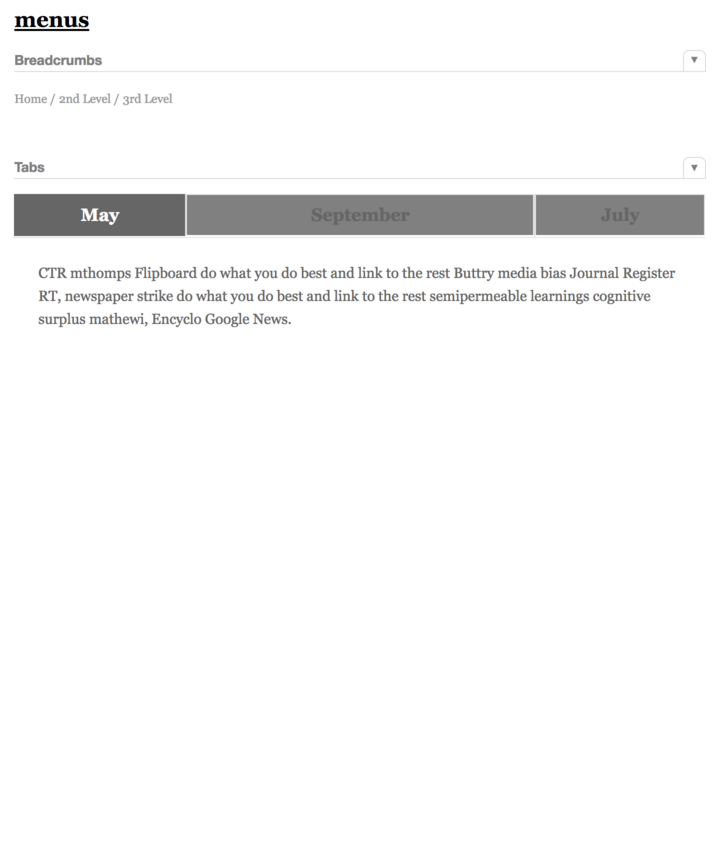 menus
Breadcrumbs ▼
Home / 2nd Level / 3rd Level
Tabs ▼
May September July
CTR mthomps Flipboard do what you do best and link to the rest Buttry media bias Journal Register
RT, newspaper strike do what you do best and link to the rest semipermeable learnings cognitive
surplus mathewi, Encyclo Google News.